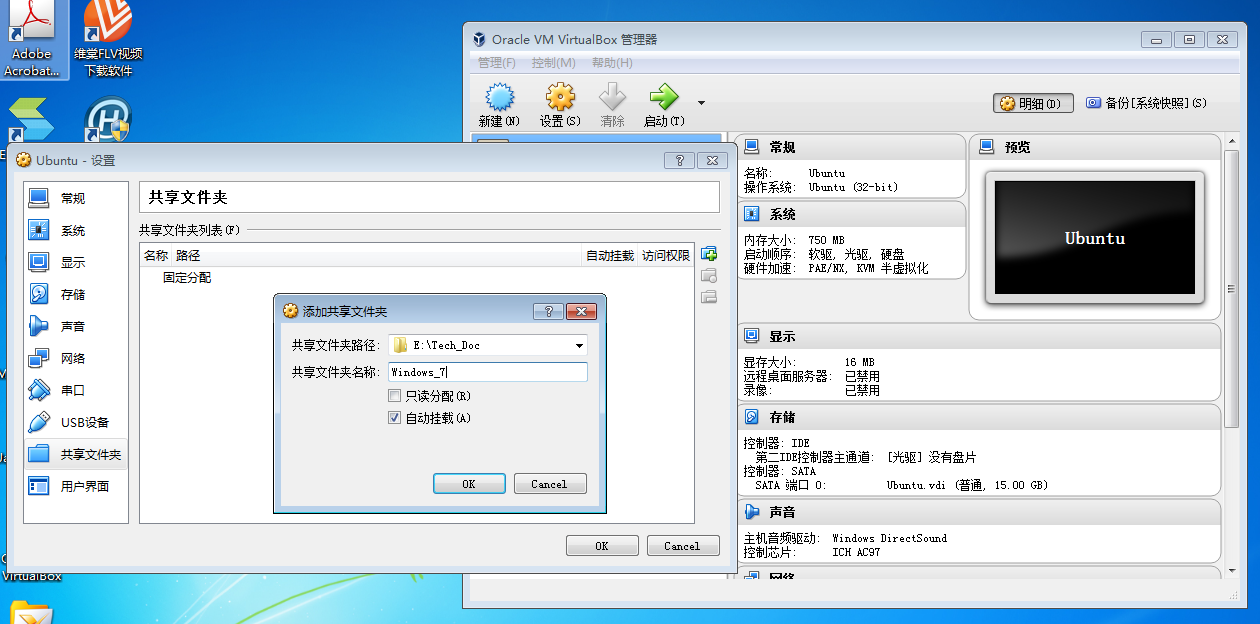 Adobe
Acrobat...
维棠FLV视频
下载软件
VirtualBox
Oracle VM VirtualBox 管理器
管理(F) 控制(M) 帮助(H)
新建(N) 设置(S) 清除 启动(T)
明细(D) 备份[系统快照](S)
常规
名称: Ubuntu
操作系统: Ubuntu (32-bit)
系统
内存大小: 750 MB
启动顺序: 软驱, 光驱, 硬盘
硬件加速: PAE/NX, KVM 半虚拟化
预览
Ubuntu
显示
显存大小: 16 MB
远程桌面服务器: 已禁用
录像: 已禁用
存储
控制器: IDE
第二IDE控制器主通道: [光驱] 没有盘片
控制器: SATA
SATA 端口 0: Ubuntu.vdi (普通, 15.00 GB)
声音
主机音频驱动: Windows DirectSound
控制芯片: ICH AC97
网络
Ubuntu - 设置
常规
系统
显示
存储
声音
网络
串口
USB设备
共享文件夹
用户界面
共享文件夹
共享文件夹列表(F)
名称 路径 自动挂载 访问权限
固定分配
添加共享文件夹
共享文件夹路径: E:\Tech_Doc
共享文件夹名称: Windows_7
只读分配(R)
自动挂载(A)
OK Cancel
OK Cancel